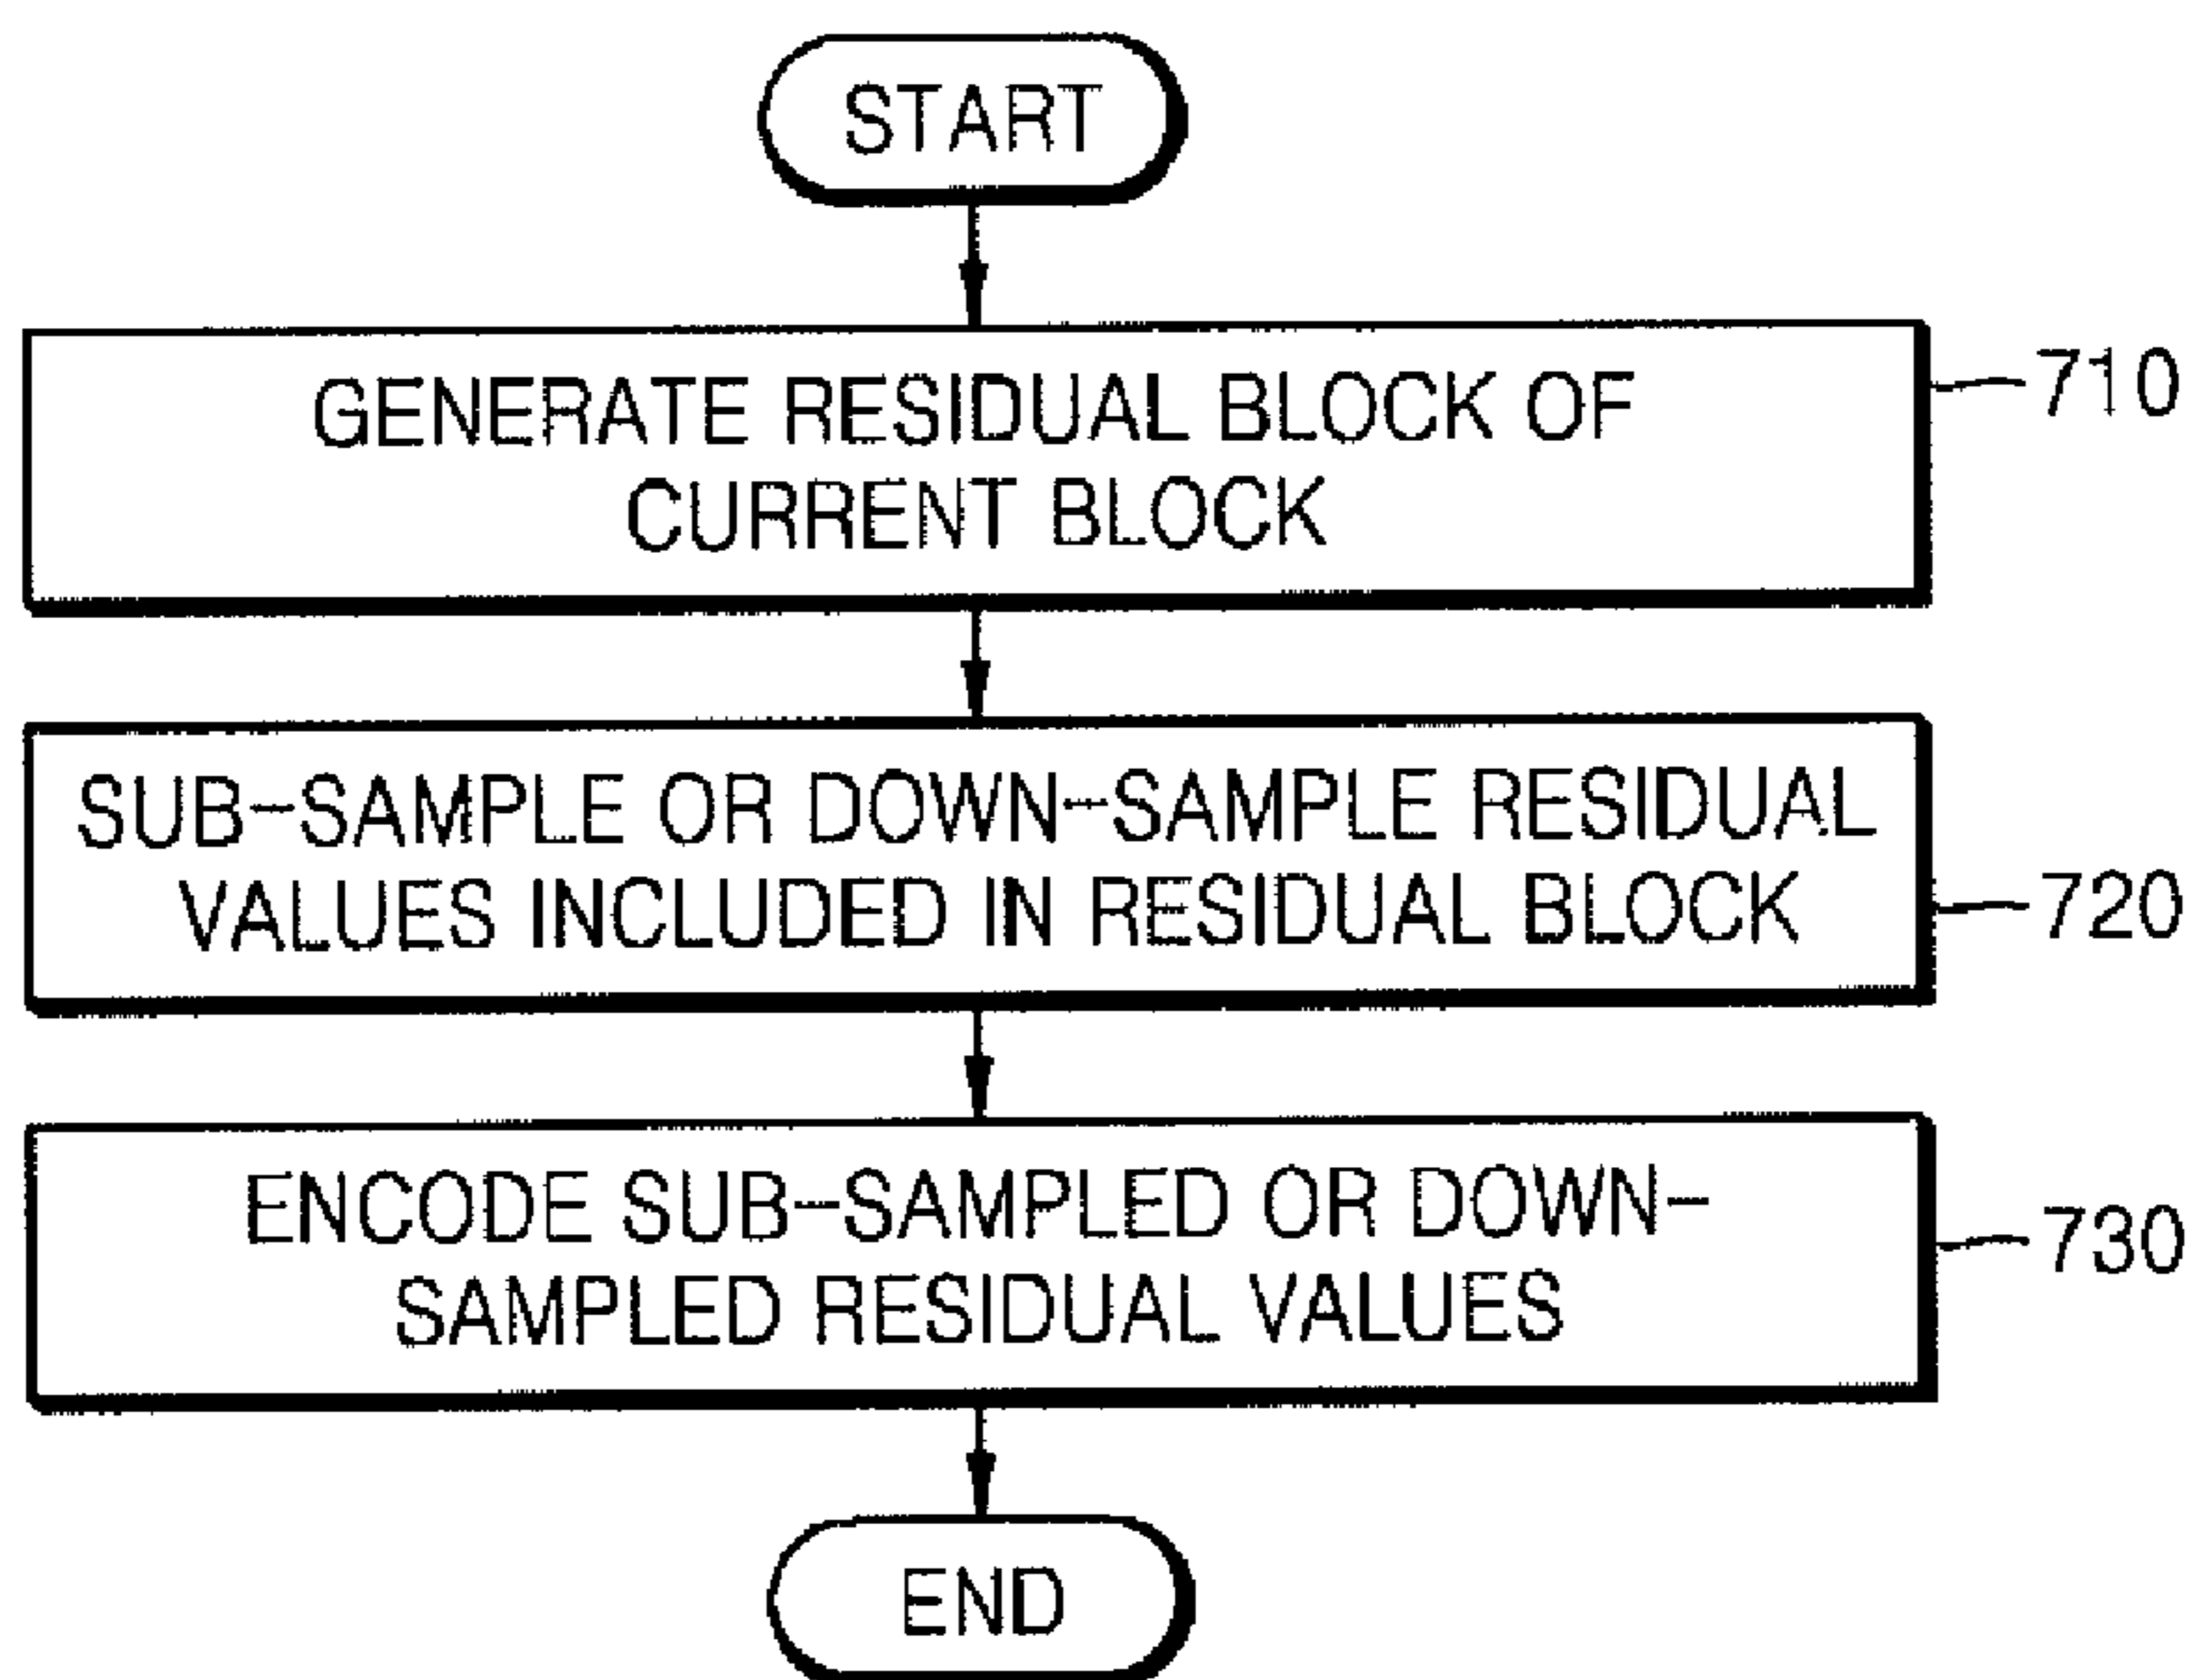 START
GENERATE RESIDUAL BLOCK OF
CURRENT BLOCK
710
SUB-SAMPLE OR DOWN-SAMPLE RESIDUAL
VALUES INCLUDED IN RESIDUAL BLOCK
720
ENCODE SUB-SAMPLED OR DOWN-
SAMPLED RESIDUAL VALUES
730
END